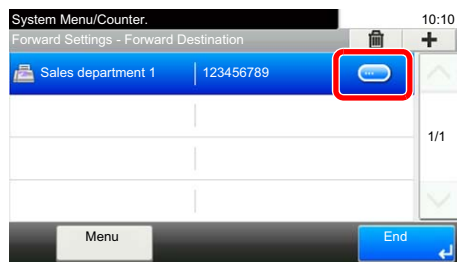 System Menu/Counter. 10:10
Forward Settings - Forward Destination
Sales department 1 123456789
1/1
Menu End